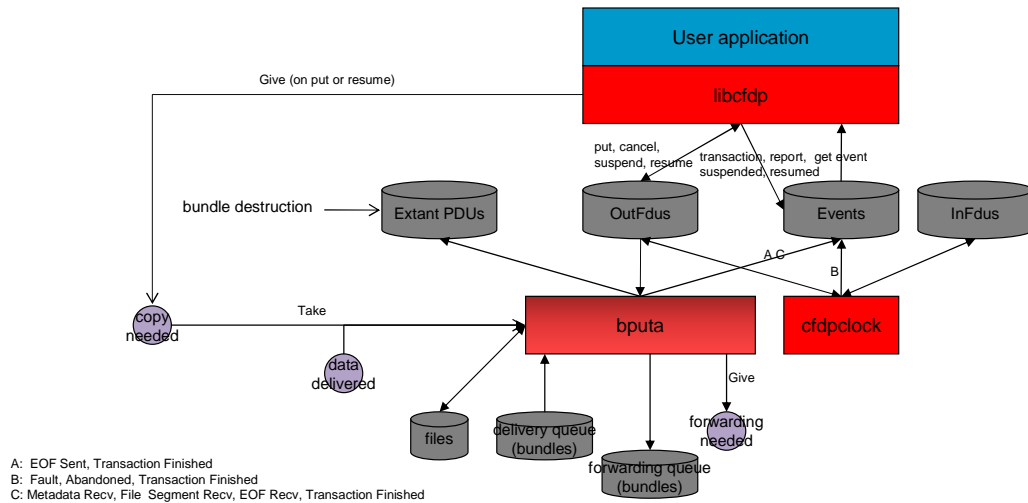 User application
Give (on put or resume)
libcfdp
put, cancel,
suspend, resume
transaction, report,
suspended, resumed
get event
bundle destruction
Extant PDUs
OutFdus
Events
InFdus
A C
B
copy
needed
Take
bputa
cfdpclock
data
delivered
Give
files
delivery queue
(bundles)
forwarding
needed
forwarding queue
(bundles)
A: EOF Sent, Transaction Finished
B: Fault, Abandoned, Transaction Finished
C: Metadata Recv, File Segment Recv, EOF Recv, Transaction Finished